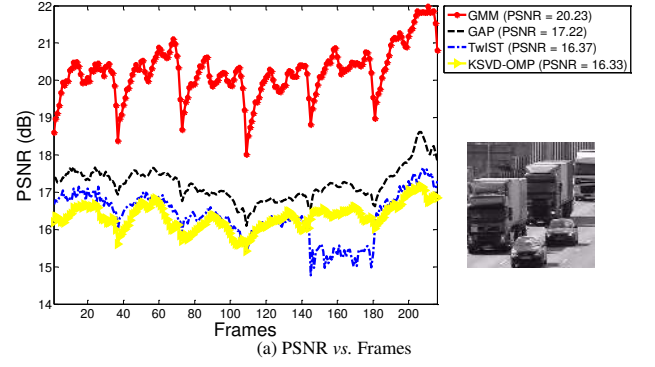 GMM (PSNR = 20.23)
GAP (PSNR = 17.22)
TwIST (PSNR = 16.37)
KSVD-OMP (PSNR = 16.33)
PSNR (dB)
22
21
20
19
18
17
16
15
14
20 40 60 80 100 120 140 160 180 200
Frames
(a) PSNR vs. Frames